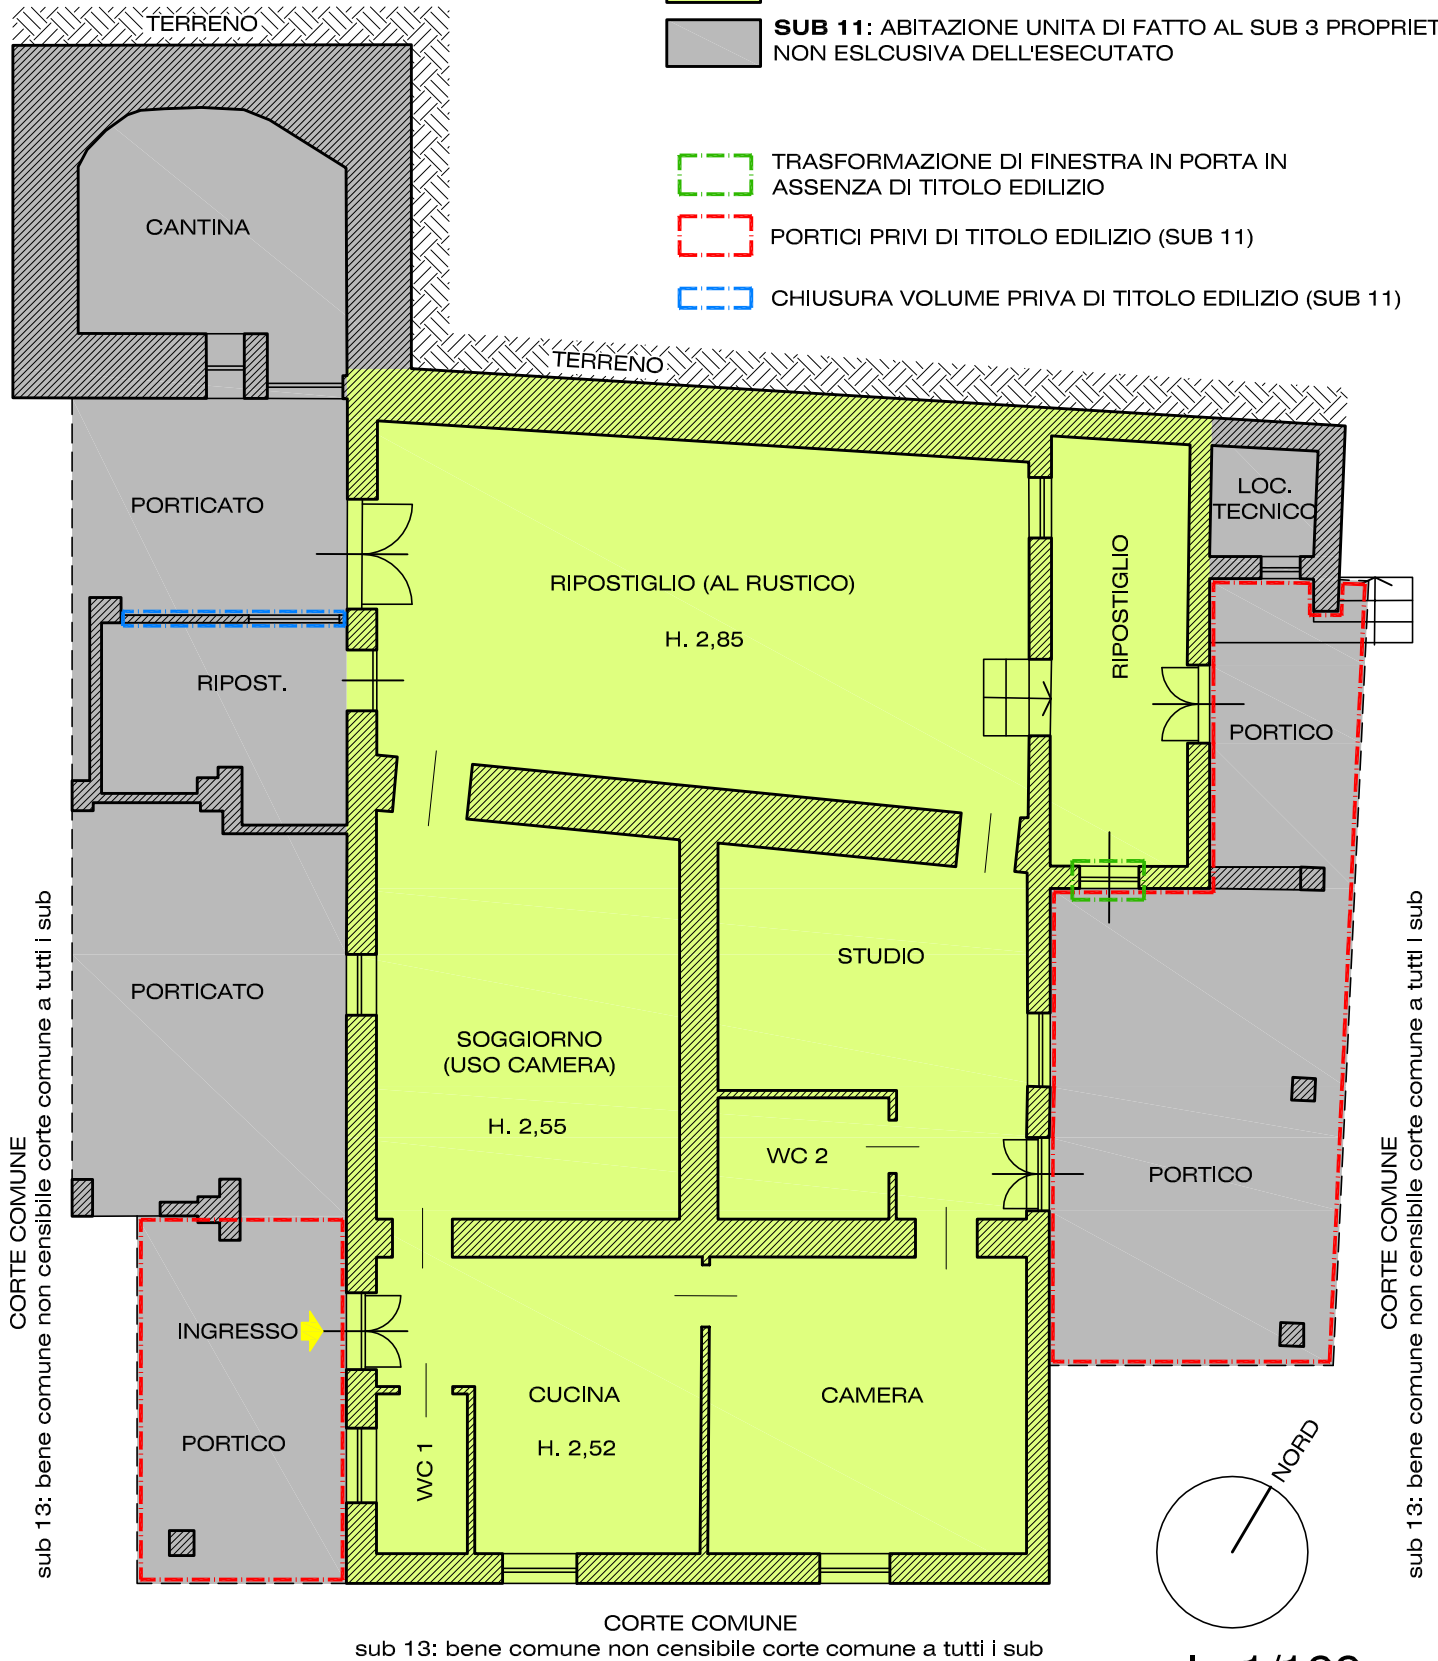 TERRENO
SUB 11: ABITAZIONE UNITA DI FATTO AL SUB 3 PROPRIET
NON ESLCUSIVA DELL'ESECUTATO
TRASFORMAZIONE DI FINESTRA IN PORTA IN
ASSENZA DI TITOLO EDILIZIO
PORTICI PRIVI DI TITOLO EDILIZIO (SUB 11)
CHIUSURA VOLUME PRIVA DI TITOLO EDILIZIO (SUB 11)
CANTINA
TERRENO
PORTICATO
LOC.
TECNICO
RIPOSTIGLIO (AL RUSTICO)
H. 2,85
RIPOSTIGLIO
RIPOST.
PORTICO
PORTICATO
STUDIO
SOGGIORNO
(USO CAMERA)
H. 2,55
WC 2
PORTICO
CORTE COMUNE
sub 13: bene comune non censibile corte comune a tutti i sub
CORTE COMUNE
sub 13: bene comune non censibile corte comune a tutti i sub
INGRESSO
CUCINA
H. 2,52
CAMERA
PORTICO
WC 1
NORD
CORTE COMUNE
sub 13: bene comune non censibile corte comune a tutti i sub